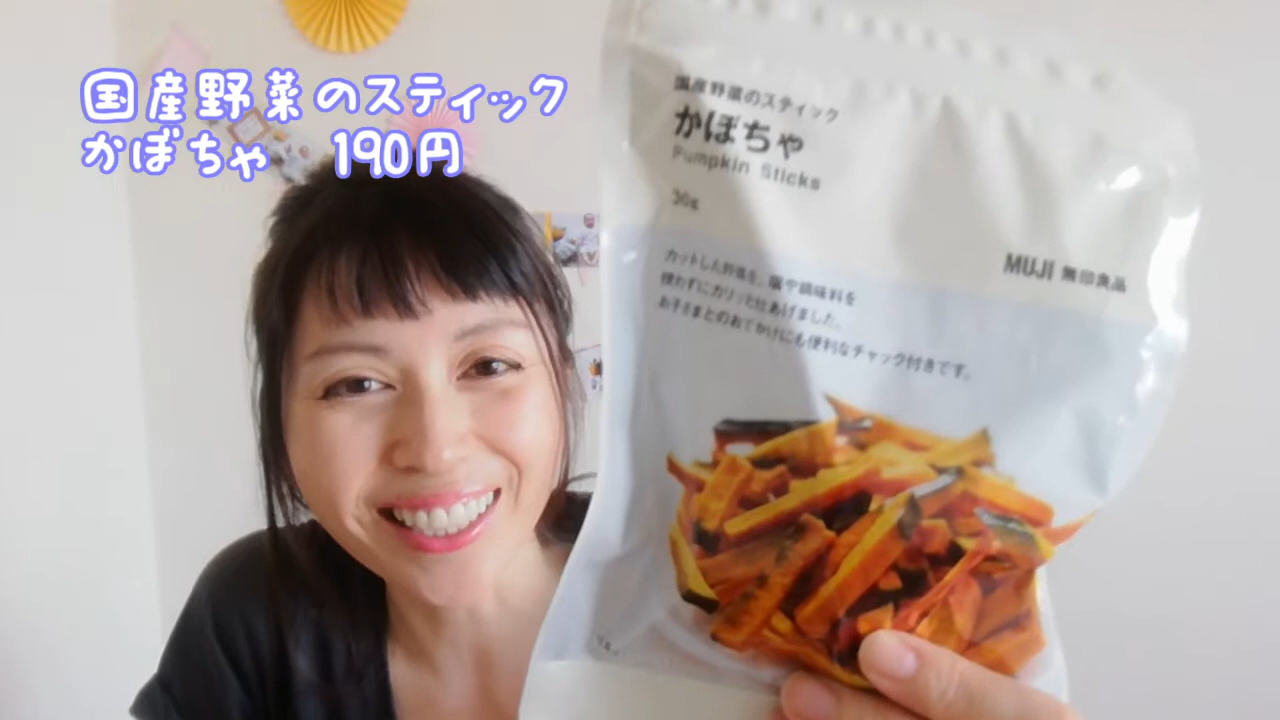 国産野菜のスティック
かぼちゃ 190円
国産野菜のスティック
かぼちゃ
Pumpkin Sticks
30g
MUJI 無印良品
カットした野菜を、塩や調味料を
使わずにカリッと仕あげました。
お子さまとのおでかけにも便利なチャック付きです。